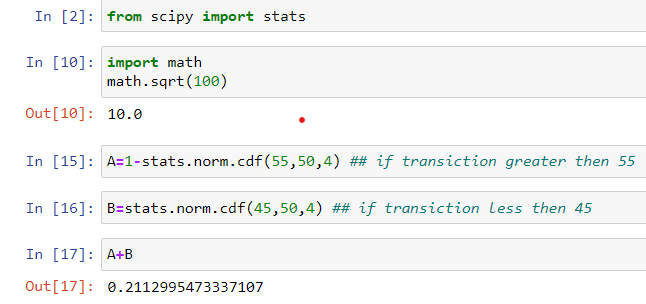 In [2]: from scipy import stats
In [10]: import math
math.sqrt(100)
Out[10]: 10.0
In [15]: A=1-stats.norm.cdf(55,50,4) ## if transiction greater then 55
In [16]: B=stats.norm.cdf(45,50,4) ## if transiction less then 45
In [17]: A+B
Out[17]: 0.2112995473337107